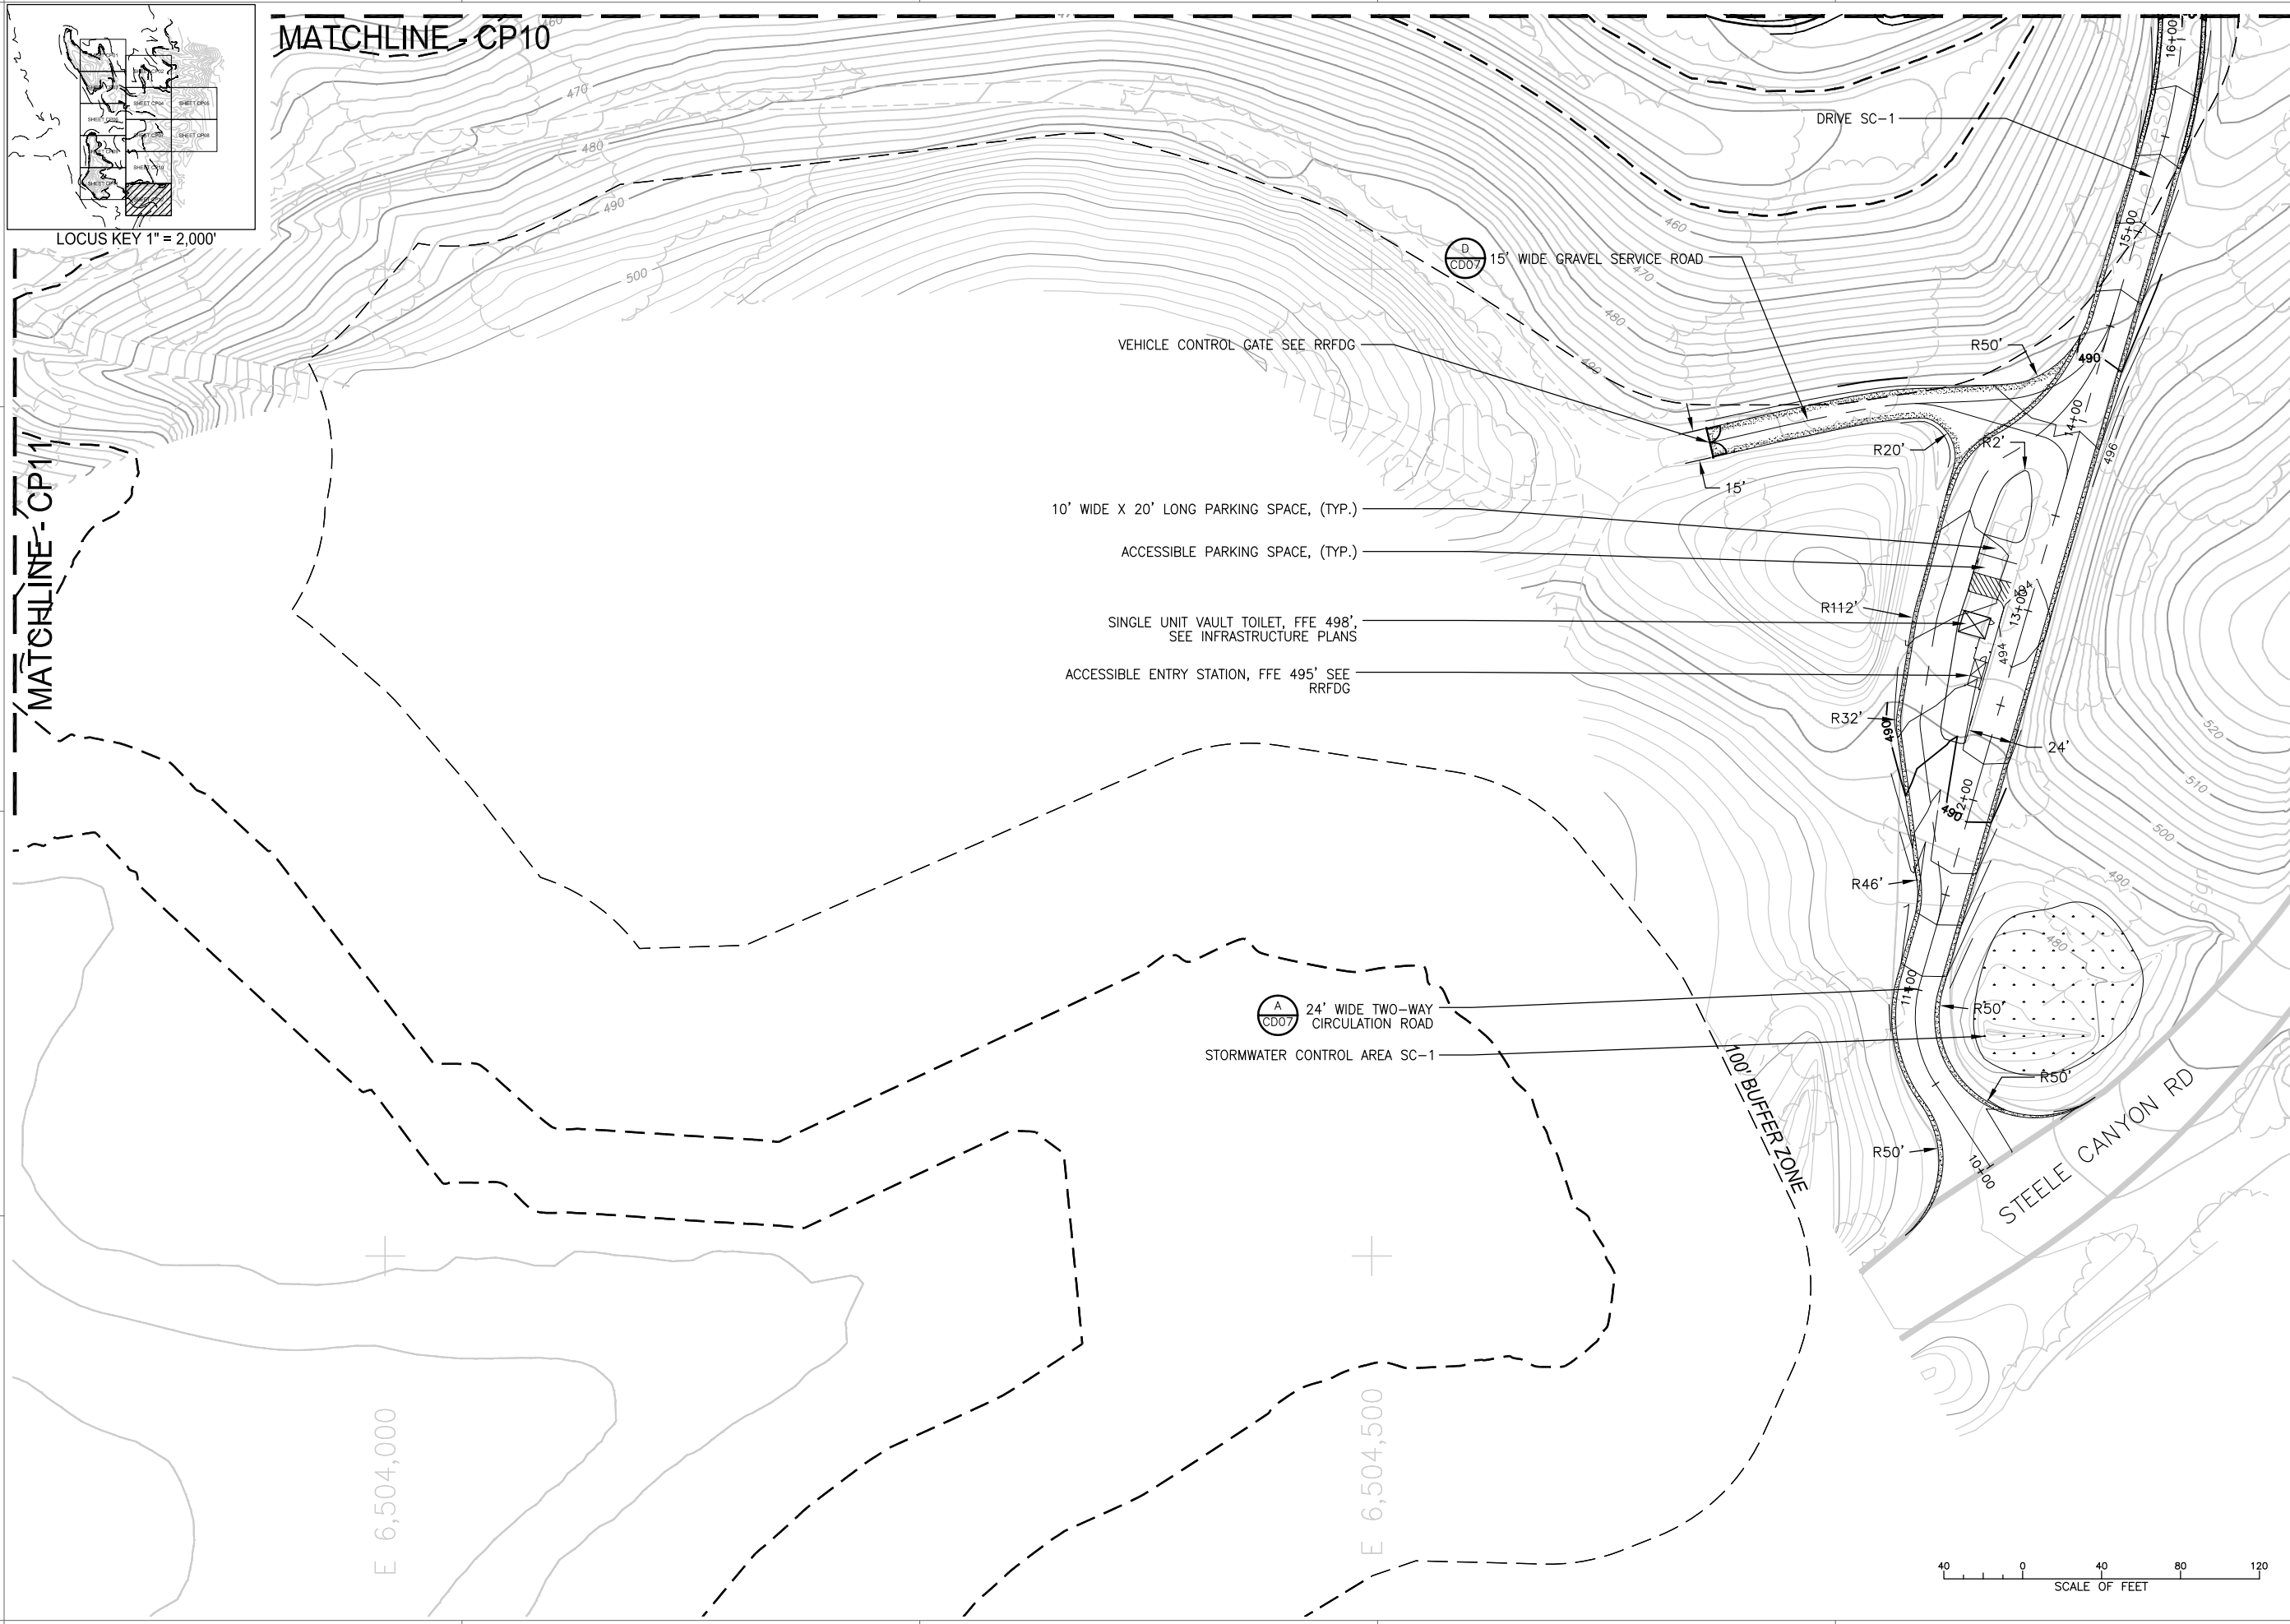 MATCHLINE - CP10
LOCUS KEY 1" = 2,000'
MATCHLINE - CP11
460
470
480
490
500
16+00
DRIVE SC-1
15+00
460
470
480
490
D
CD07
15' WIDE GRAVEL SERVICE ROAD
VEHICLE CONTROL GATE SEE RRFDG
R50'
490
14+00
496
R20'
R2'
15'
10' WIDE X 20' LONG PARKING SPACE, (TYP.)
ACCESSIBLE PARKING SPACE, (TYP.)
R112'
494
13+00
SINGLE UNIT VAULT TOILET, FFE 498',
SEE INFRASTRUCTURE PLANS
494
ACCESSIBLE ENTRY STATION, FFE 495' SEE
RRFDG
R32'
490
24'
520
510
500
490
12+00
490
R46'
480
Sign
11+00
A
CD07
24' WIDE TWO-WAY
CIRCULATION ROAD
R50'
STORMWATER CONTROL AREA SC-1
R50'
100' BUFFER ZONE
R50'
10+00
STEELE CANYON RD
E 6,504,000
E 6,504,500
40 0 40 80 120
SCALE OF FEET